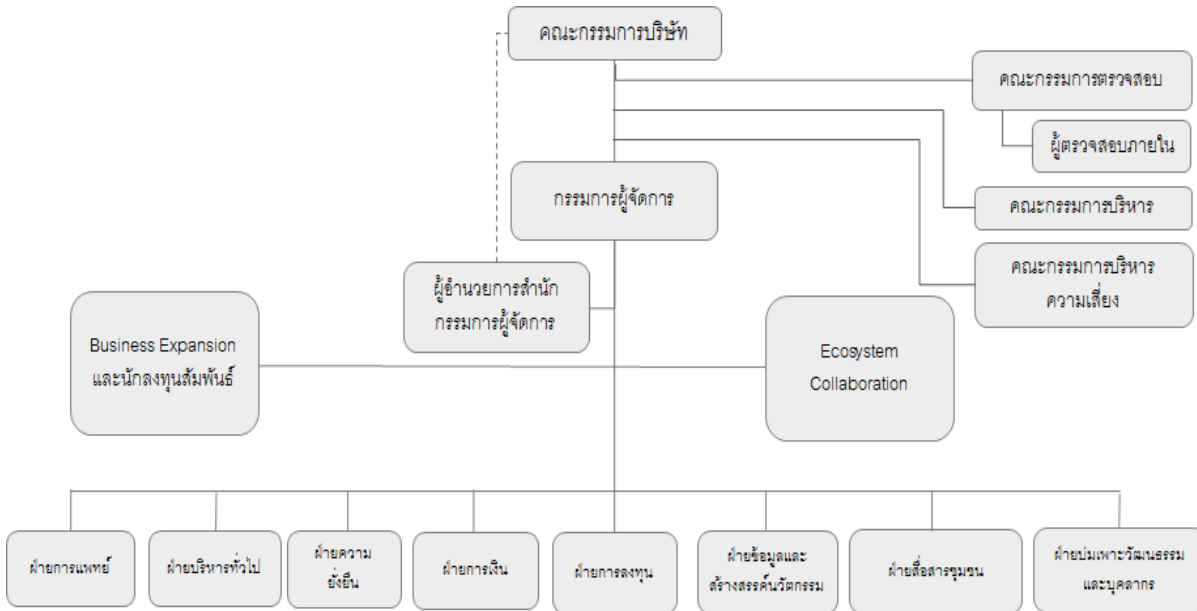 คณะกรรมการบริษัท
คณะกรรมการตรวจสอบ
ผู้ตรวจสอบภายใน
กรรมการผู้จัดการ
คณะกรรมการบริหาร
คณะกรรมการบริหาร
ความเสี่ยง
ผู้อำนวยการสำนัก
กรรมการผู้จัดการ
Business Expansion
และนักลงทุนสัมพันธ์
Ecosystem
Collaboration
ฝ่ายการแพทย์
ฝ่ายบริหารทั่วไป
ฝ่ายความ
ยั่งยืน
ฝ่ายการเงิน
ฝ่ายการลงทุน
ฝ่ายข้อมูลและ
สร้างสรรค์นวัตกรรม
ฝ่ายสื่อสารชุมชน
ฝ่ายบ่มเพาะวัฒนธรรม
และบุคลากร